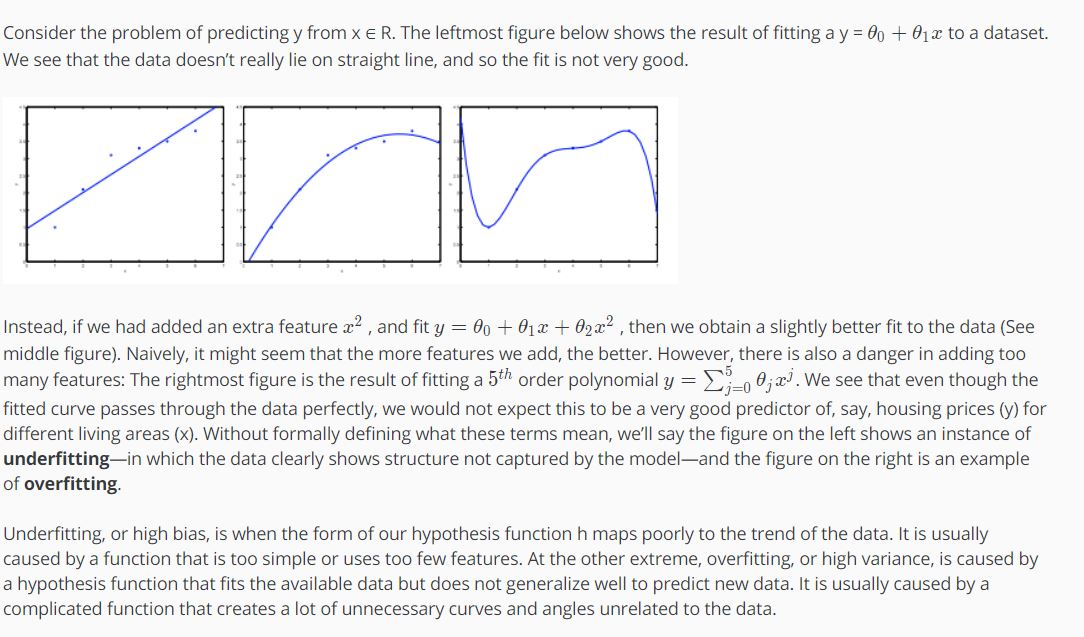 Consider the problem of predicting y from x ∈ R. The leftmost figure below shows the result of fitting a y = θ₀ + θ₁x to a dataset.
We see that the data doesn't really lie on straight line, and so the fit is not very good.
Instead, if we had added an extra feature x² , and fit y = θ₀ + θ₁x + θ₂x² , then we obtain a slightly better fit to the data (See
middle figure). Naively, it might seem that the more features we add, the better. However, there is also a danger in adding too
many features: The rightmost figure is the result of fitting a 5ᵗʰ order polynomial y = ∑⁵ⱼ₌₀ θⱼxʲ. We see that even though the
fitted curve passes through the data perfectly, we would not expect this to be a very good predictor of, say, housing prices (y) for
different living areas (x). Without formally defining what these terms mean, we'll say the figure on the left shows an instance of
underfitting—in which the data clearly shows structure not captured by the model—and the figure on the right is an example
of overfitting.
Underfitting, or high bias, is when the form of our hypothesis function h maps poorly to the trend of the data. It is usually
caused by a function that is too simple or uses too few features. At the other extreme, overfitting, or high variance, is caused by
a hypothesis function that fits the available data but does not generalize well to predict new data. It is usually caused by a
complicated function that creates a lot of unnecessary curves and angles unrelated to the data.